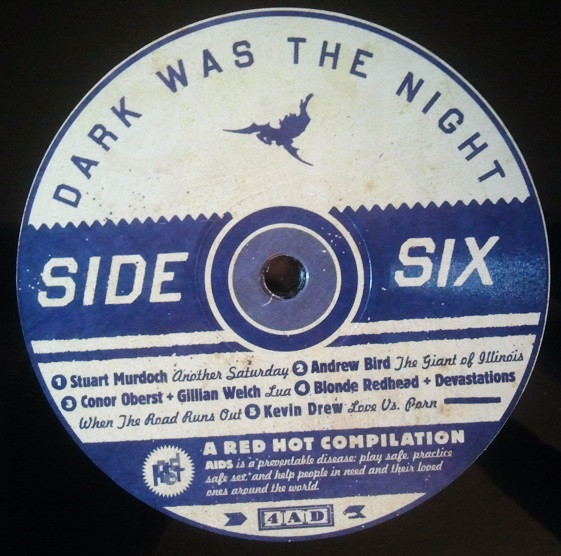 DARK WAS THE NIGHT
SIDE SIX
1 Stuart Murdoch Another Saturday 2 Andrew Bird The Giant of Illinois
3 Conor Oberst + Gillian Welch Lua 4 Blonde Redhead + Devastations
When The Road Runs Out 5 Kevin Drew Love Vs. Porn
A RED HOT COMPILATION
AIDS is a preventable disease; play safe, practice
safe sex, and help people in need and their loved
ones around the world.
4AD